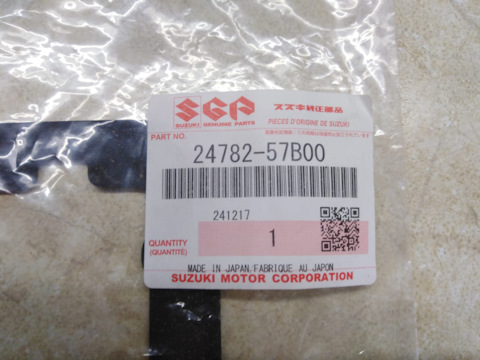 SGP
スズキ純正部品
SUZUKI GENUINE PARTS
PIECES D'ORIGINE DE SUZUKI
PART NO.
24782-57B00
241217
QUANTITY
(QUANTITÉ)
1
MADE IN JAPAN/FABRIQUE AU JAPON
SUZUKI MOTOR CORPORATION